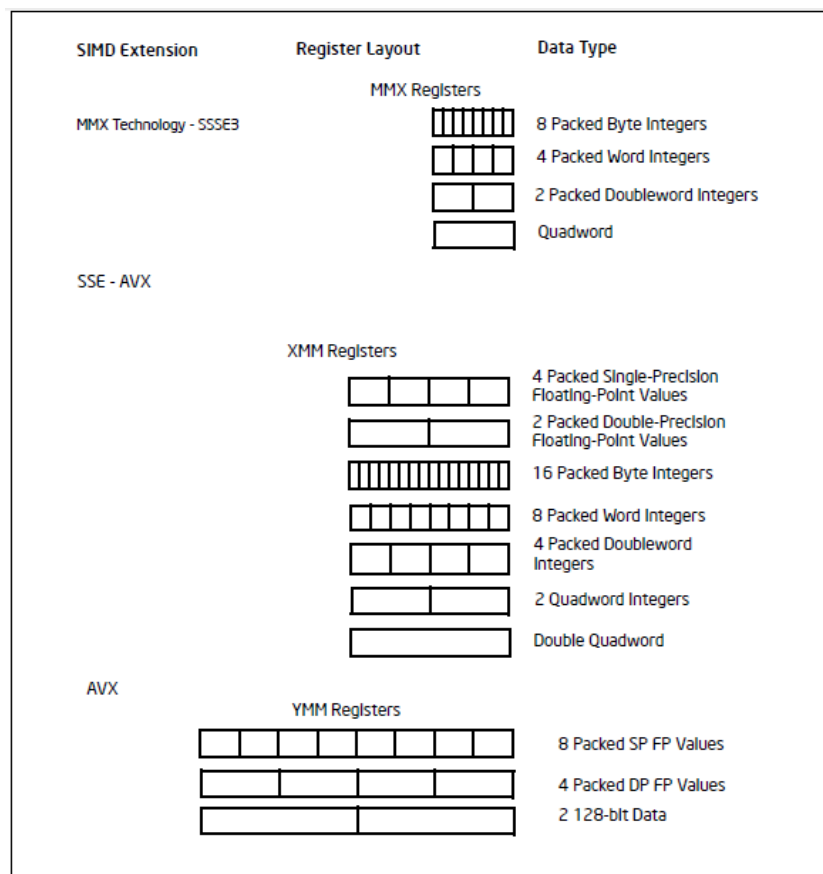 SIMD Extension Register Layout Data Type
MMX Registers
MMX Technology - SSSE3 8 Packed Byte Integers
4 Packed Word Integers
2 Packed Doubleword Integers
Quadword
SSE - AVX
XMM Registers
4 Packed Single-Precision
Floating-Point Values
2 Packed Double-Precision
Floating-Point Values
16 Packed Byte Integers
8 Packed Word Integers
4 Packed Doubleword
Integers
2 Quadword Integers
Double Quadword
AVX
YMM Registers
8 Packed SP FP Values
4 Packed DP FP Values
2 128-bit Data